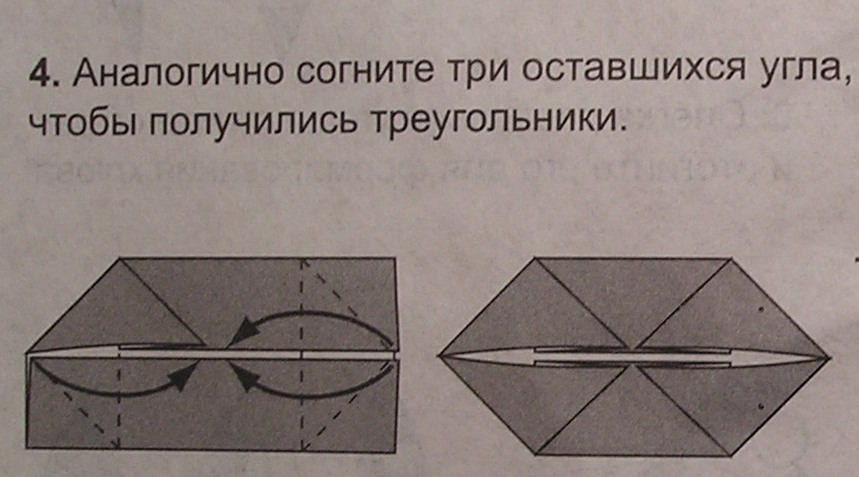 4. Аналогично согните три оставшихся угла,
чтобы получились треугольники.